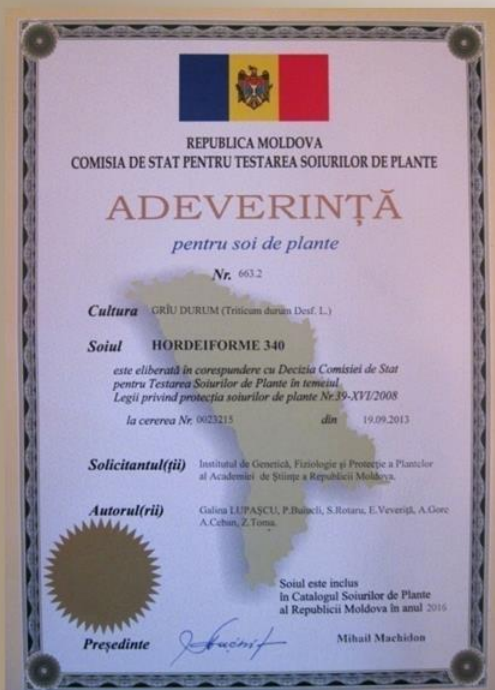 REPUBLICA MOLDOVA
COMISIA DE STAT PENTRU TESTAREA SOIURILOR DE PLANTE
ADEVERINȚĂ
pentru soi de plante
Nr. 663.2
Cultura GRÎU DURUM (Triticum durum Desf. L.)
Soiul HORDEIFORME 340
este eliberată în corespundere cu Decizia Comisiei de Stat
pentru Testarea Soiurilor de Plante în temeiul
Legii privind protecția soiurilor de plante Nr.39-XVI/2008
la cererea Nr. 0023215 din 19.09.2013
Solicitantul(ții) Institutul de Genetică, Fiziologie și Protecție a Plantelor
al Academiei de Științe a Republicii Moldova.
Autorul(rii) Galina LUPAȘCU, P.Buiucli, S.Rotaru, E.Veveriță, A.Gore
A.Ceban, Z.Toma.
Soiul este inclus
în Catalogul Soiurilor de Plante
al Republicii Moldova în anul 2016
Președinte Mihail Machidon